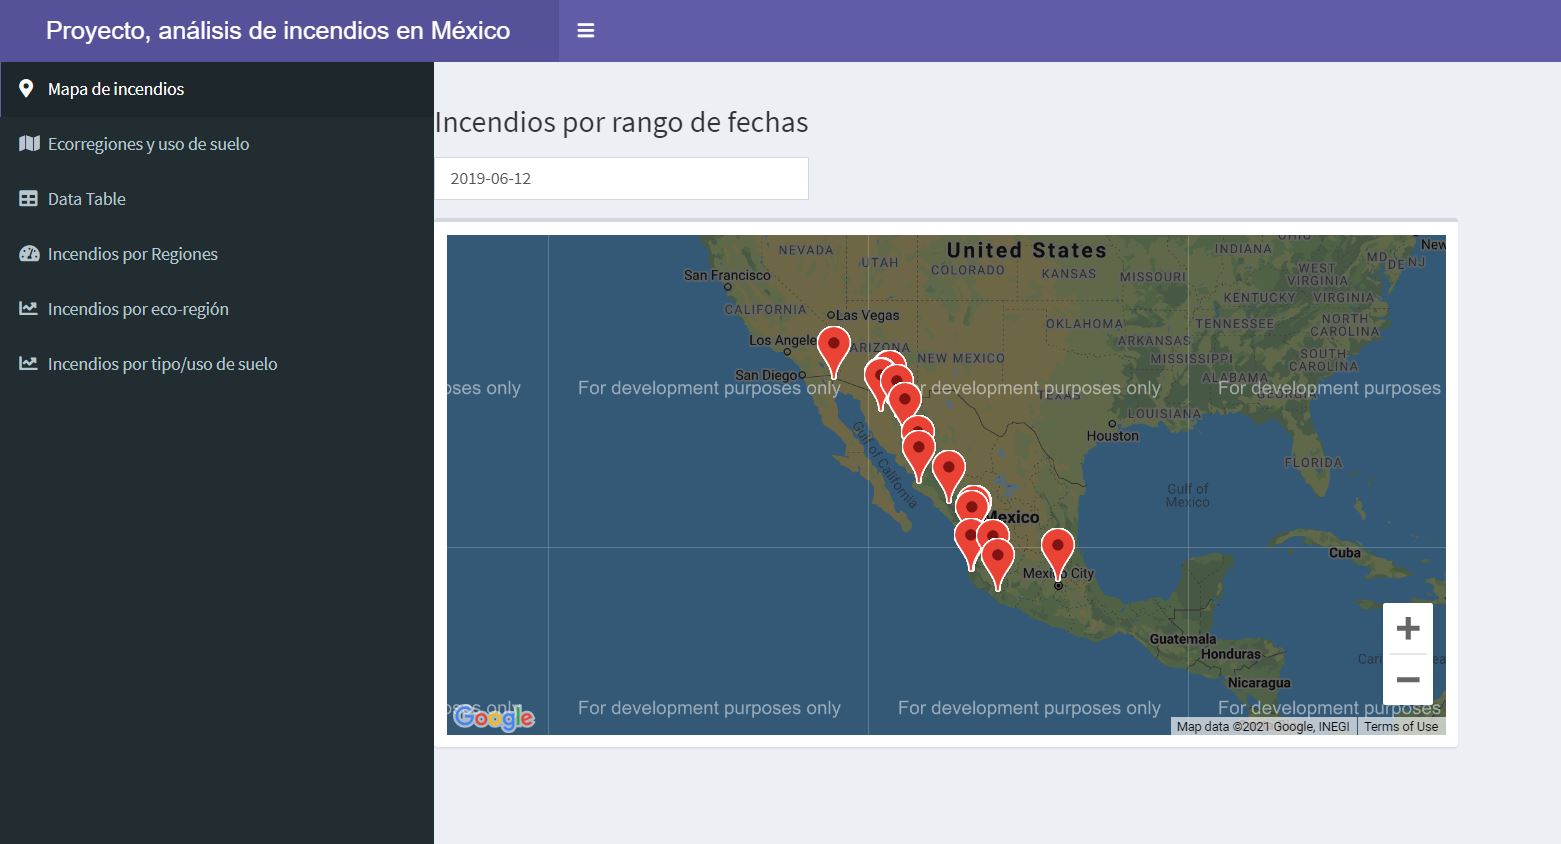 Proyecto, análisis de incendios en México
Mapa de incendios
Ecorregiones y uso de suelo
Data Table
Incendios por Regiones
Incendios por eco-región
Incendios por tipo/uso de suelo
Incendios por rango de fechas
2019-06-12
United States
NEVADA
UTAH
COLORADO
KANSAS
MISSOURI
INDIANA
OHIO
WEST
VIRGINIA
MD
DE
NJ
New
San Francisco
CALIFORNIA
Las Vegas
Los Angele
ARIZONA
NEW MEXICO
OKLAHOMA
ARKANSAS
TENNESSEE
KENTUCKY
VIRGINIA
NORTH
CAROLINA
MISSISSIPPI
SOUTH
CAROLINA
San Diego
ALABAMA
GEORGIA
TEXAS
LOUISIANA
oses only
For development purposes only
r development purposes only
For development purposes
Houston
FLORIDA
Gulf of California
Gulf of
Mexico
Mexico
Mexico City
Cuba
Guatemala
Honduras
Nicaragua
Google
For development purposes only
For development purposes only
For development purposes
Map data ©2021 Google, INEGI
Terms of Use